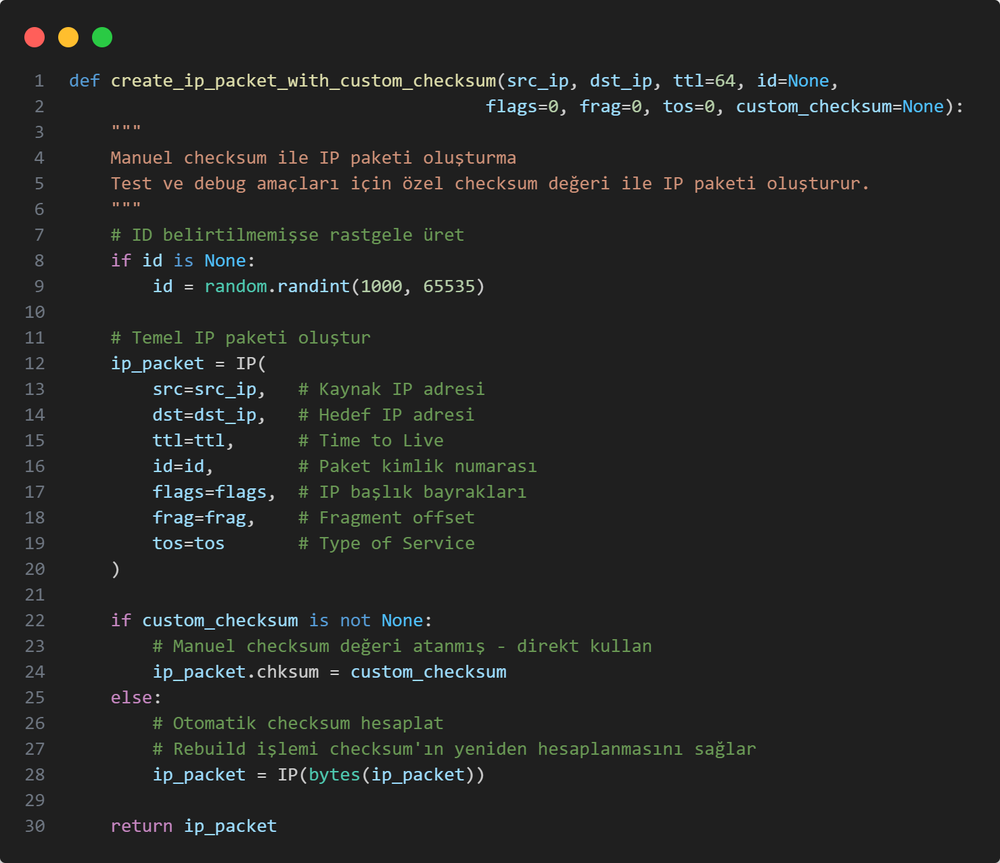 1 def create_ip_packet_with_custom_checksum(src_ip, dst_ip, ttl=64, id=None,
2                                         flags=0, frag=0, tos=0, custom_checksum=None):
3     """
4     Manuel checksum ile IP paketi oluşturma
5     Test ve debug amaçları için özel checksum değeri ile IP paketi oluşturur.
6     """
7     # ID belirtilmemişse rastgele üret
8     if id is None:
9         id = random.randint(1000, 65535)
10
11     # Temel IP paketi oluştur
12     ip_packet = IP(
13         src=src_ip,   # Kaynak IP adresi
14         dst=dst_ip,   # Hedef IP adresi
15         ttl=ttl,      # Time to Live
16         id=id,        # Paket kimlik numarası
17         flags=flags,  # IP başlık bayrakları
18         frag=frag,    # Fragment offset
19         tos=tos       # Type of Service
20     )
21
22     if custom_checksum is not None:
23         # Manuel checksum değeri atanmış - direkt kullan
24         ip_packet.chksum = custom_checksum
25     else:
26         # Otomatik checksum hesaplat
27         # Rebuild işlemi checksum'ın yeniden hesaplanmasını sağlar
28         ip_packet = IP(bytes(ip_packet))
29
30     return ip_packet